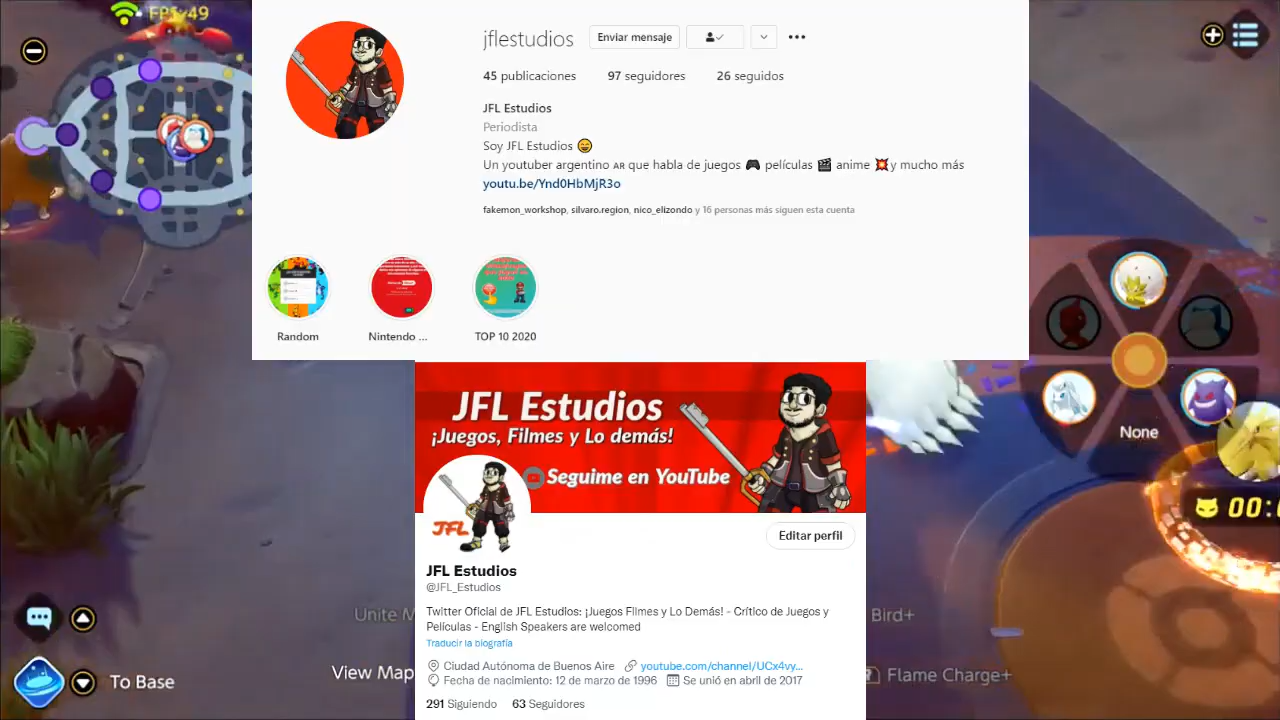 FPS 49
jflestudios
Enviar mensaje
45 publicaciones 97 seguidores 26 seguidos
JFL Estudios
Periodista
Soy JFL Estudios 😄
Un youtuber argentino AR que habla de juegos 🎮 películas 🎬 anime 💥y mucho más
youtu.be/Ynd0HbMjR3o
fakemon_workshop, silvaro.region, nico_elizondo y 16 personas más siguen esta cuenta
Random
Nintendo ...
TOP 10 2020
None
JFL Estudios
¡Juegos, Filmes y Lo demás!
Seguime en YouTube
JFL
00:
Editar perfil
JFL Estudios
@JFL_Estudios
Twitter Oficial de JFL Estudios: ¡Juegos Filmes y Lo Demás! - Crítico de Juegos y
Películas - English Speakers are welcomed
Traducir la biografía
Ciudad Autónoma de Buenos Aire youtube.com/channel/UCx4vy...
Fecha de nacimiento: 12 de marzo de 1996 Se unió en abril de 2017
291 Siguiendo 63 Seguidores
Unite M
Bird+
View Map
Flame Charge+
To Base